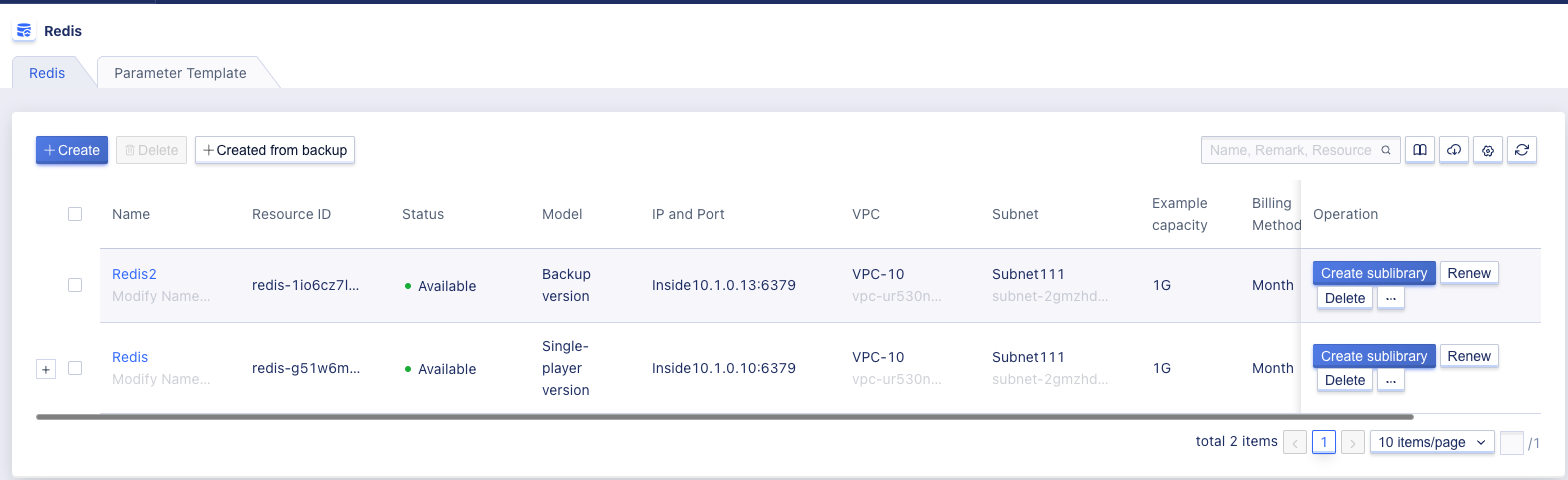 Redis
Redis
Parameter Template
Create
Delete
Created from backup
Name, Remark, Resource
Name
Resource ID
Status
Model
IP and Port
VPC
Subnet
Example capacity
Billing Method
Operation
Redis2
Modify Name...
redis-1io6cz7l...
Available
Backup version
Inside10.1.0.13:6379
VPC-10
vpc-ur530n...
Subnet111
subnet-2gmzhd...
1G
Month
Create sublibrary
Renew
Delete
...
+
Redis
Modify Name...
redis-g51w6m...
Available
Single-player version
Inside10.1.0.10:6379
VPC-10
vpc-ur530n...
Subnet111
subnet-2gmzhd...
1G
Month
Create sublibrary
Renew
Delete
...
total 2 items
1
10 items/page
/1